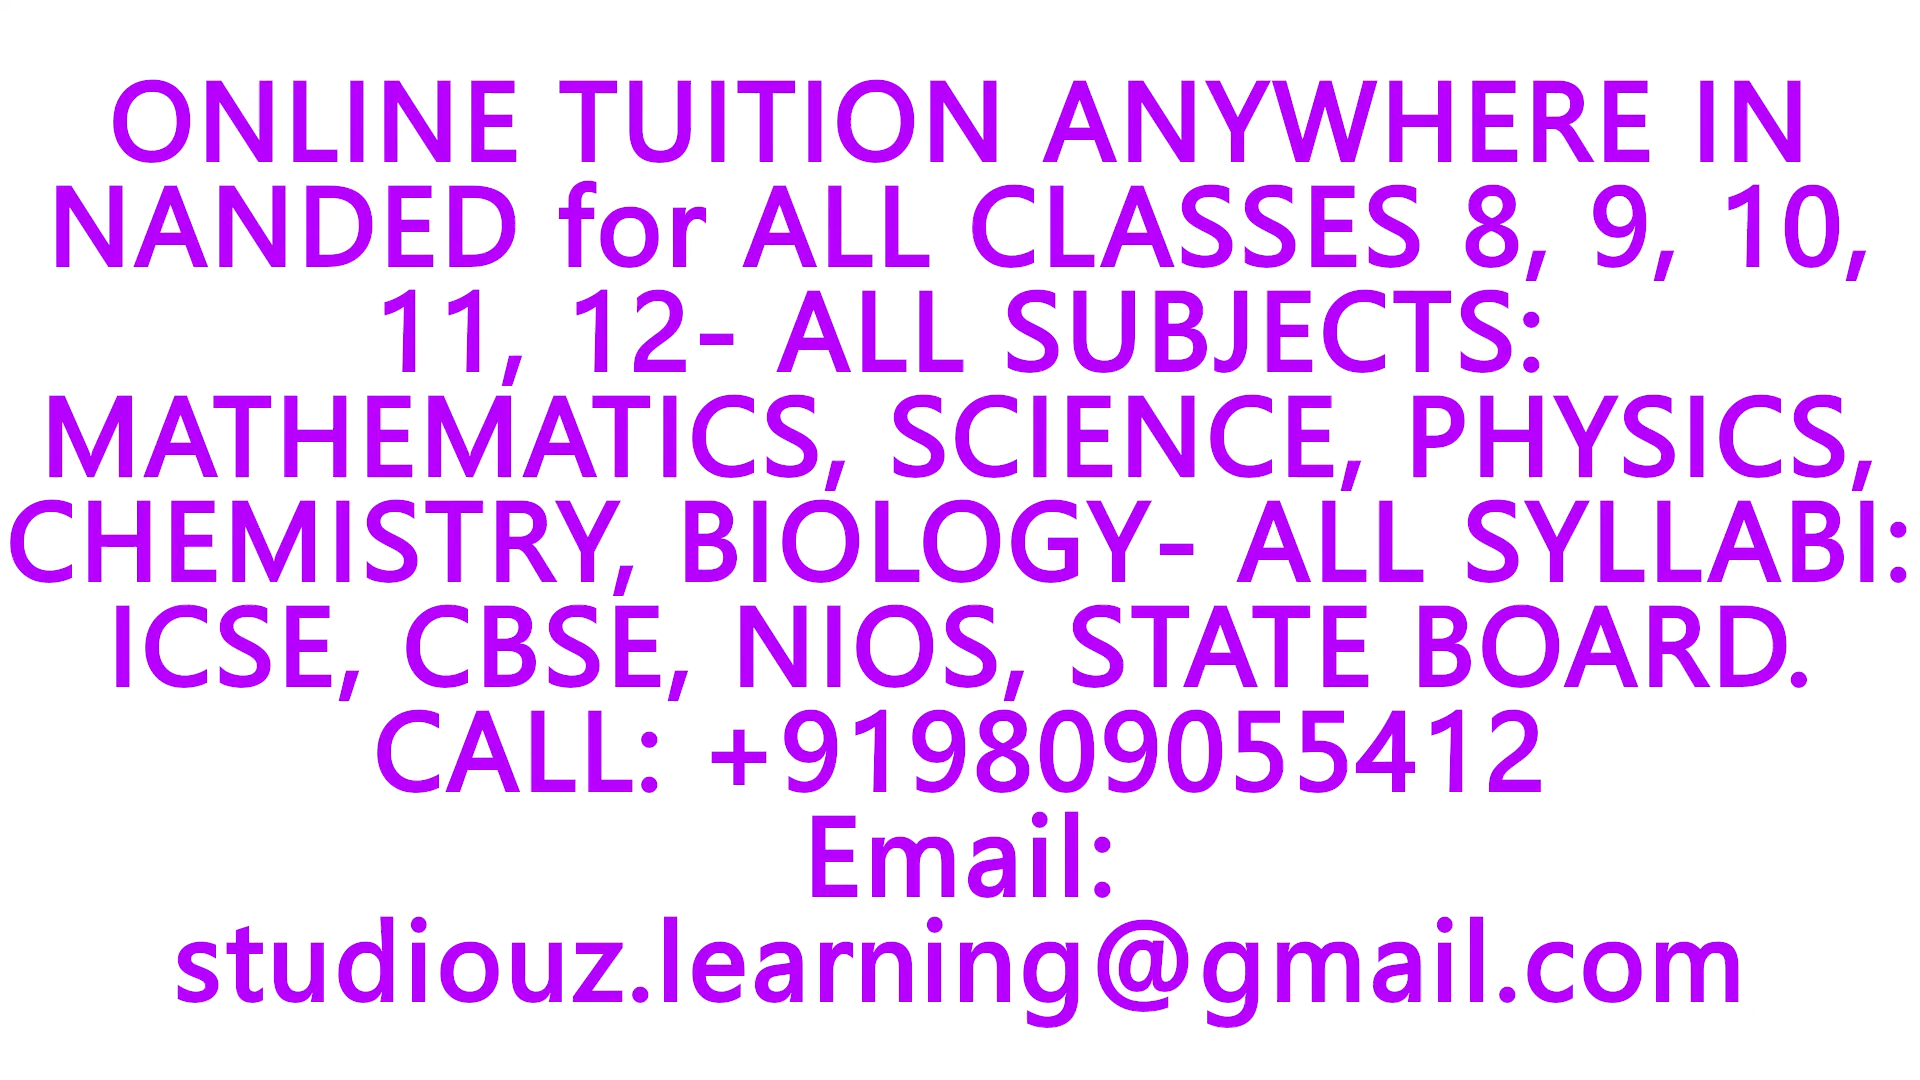 ONLINE TUITION ANYWHERE IN
NANDED for ALL CLASSES 8, 9, 10,
11, 12- ALL SUBJECTS:
MATHEMATICS, SCIENCE, PHYSICS,
CHEMISTRY, BIOLOGY- ALL SYLLABI:
ICSE, CBSE, NIOS, STATE BOARD.
CALL: +919809055412
Email:
studiouz.learning@gmail.com